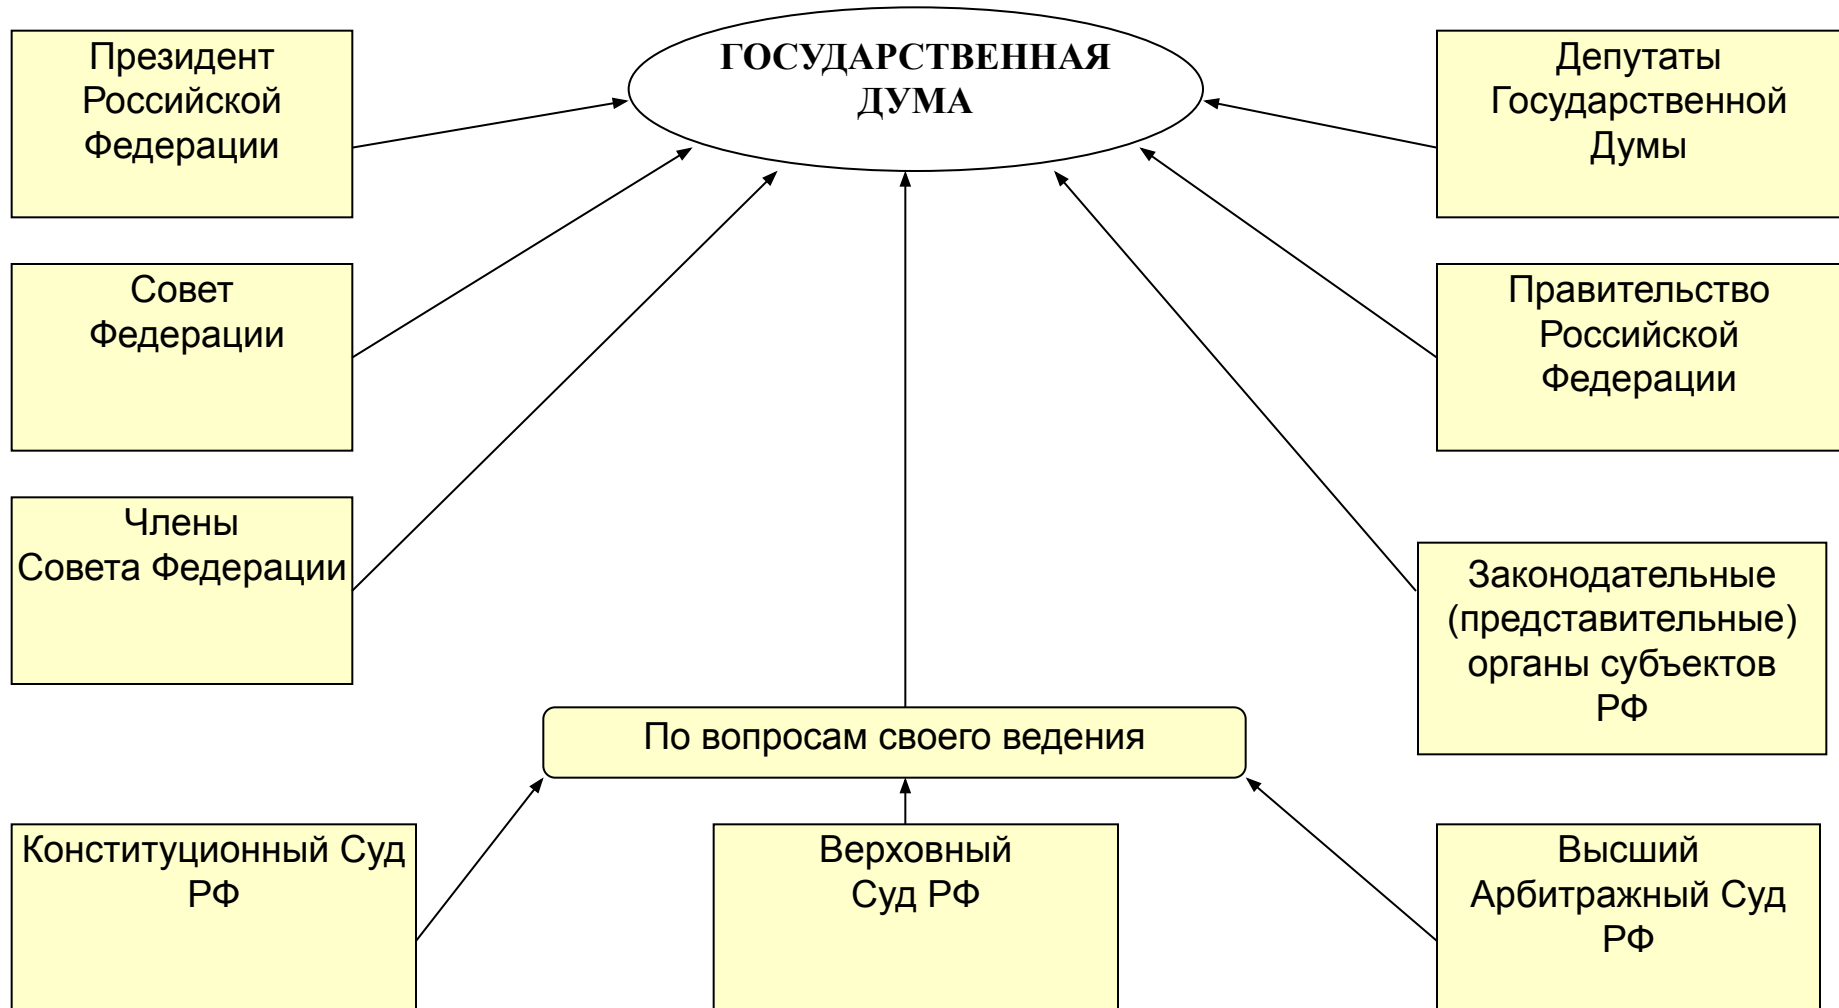 Президент
Российской
Федерации
ГОСУДАРСТВЕННАЯ
ДУМА
Депутаты
Государственной
Думы
Совет
Федерации
Правительство
Российской
Федерации
Члены
Совета Федерации
Законодательные
(представительные)
органы субъектов
РФ
По вопросам своего ведения
Конституционный Суд
РФ
Верховный
Суд РФ
Высший
Арбитражный Суд
РФ